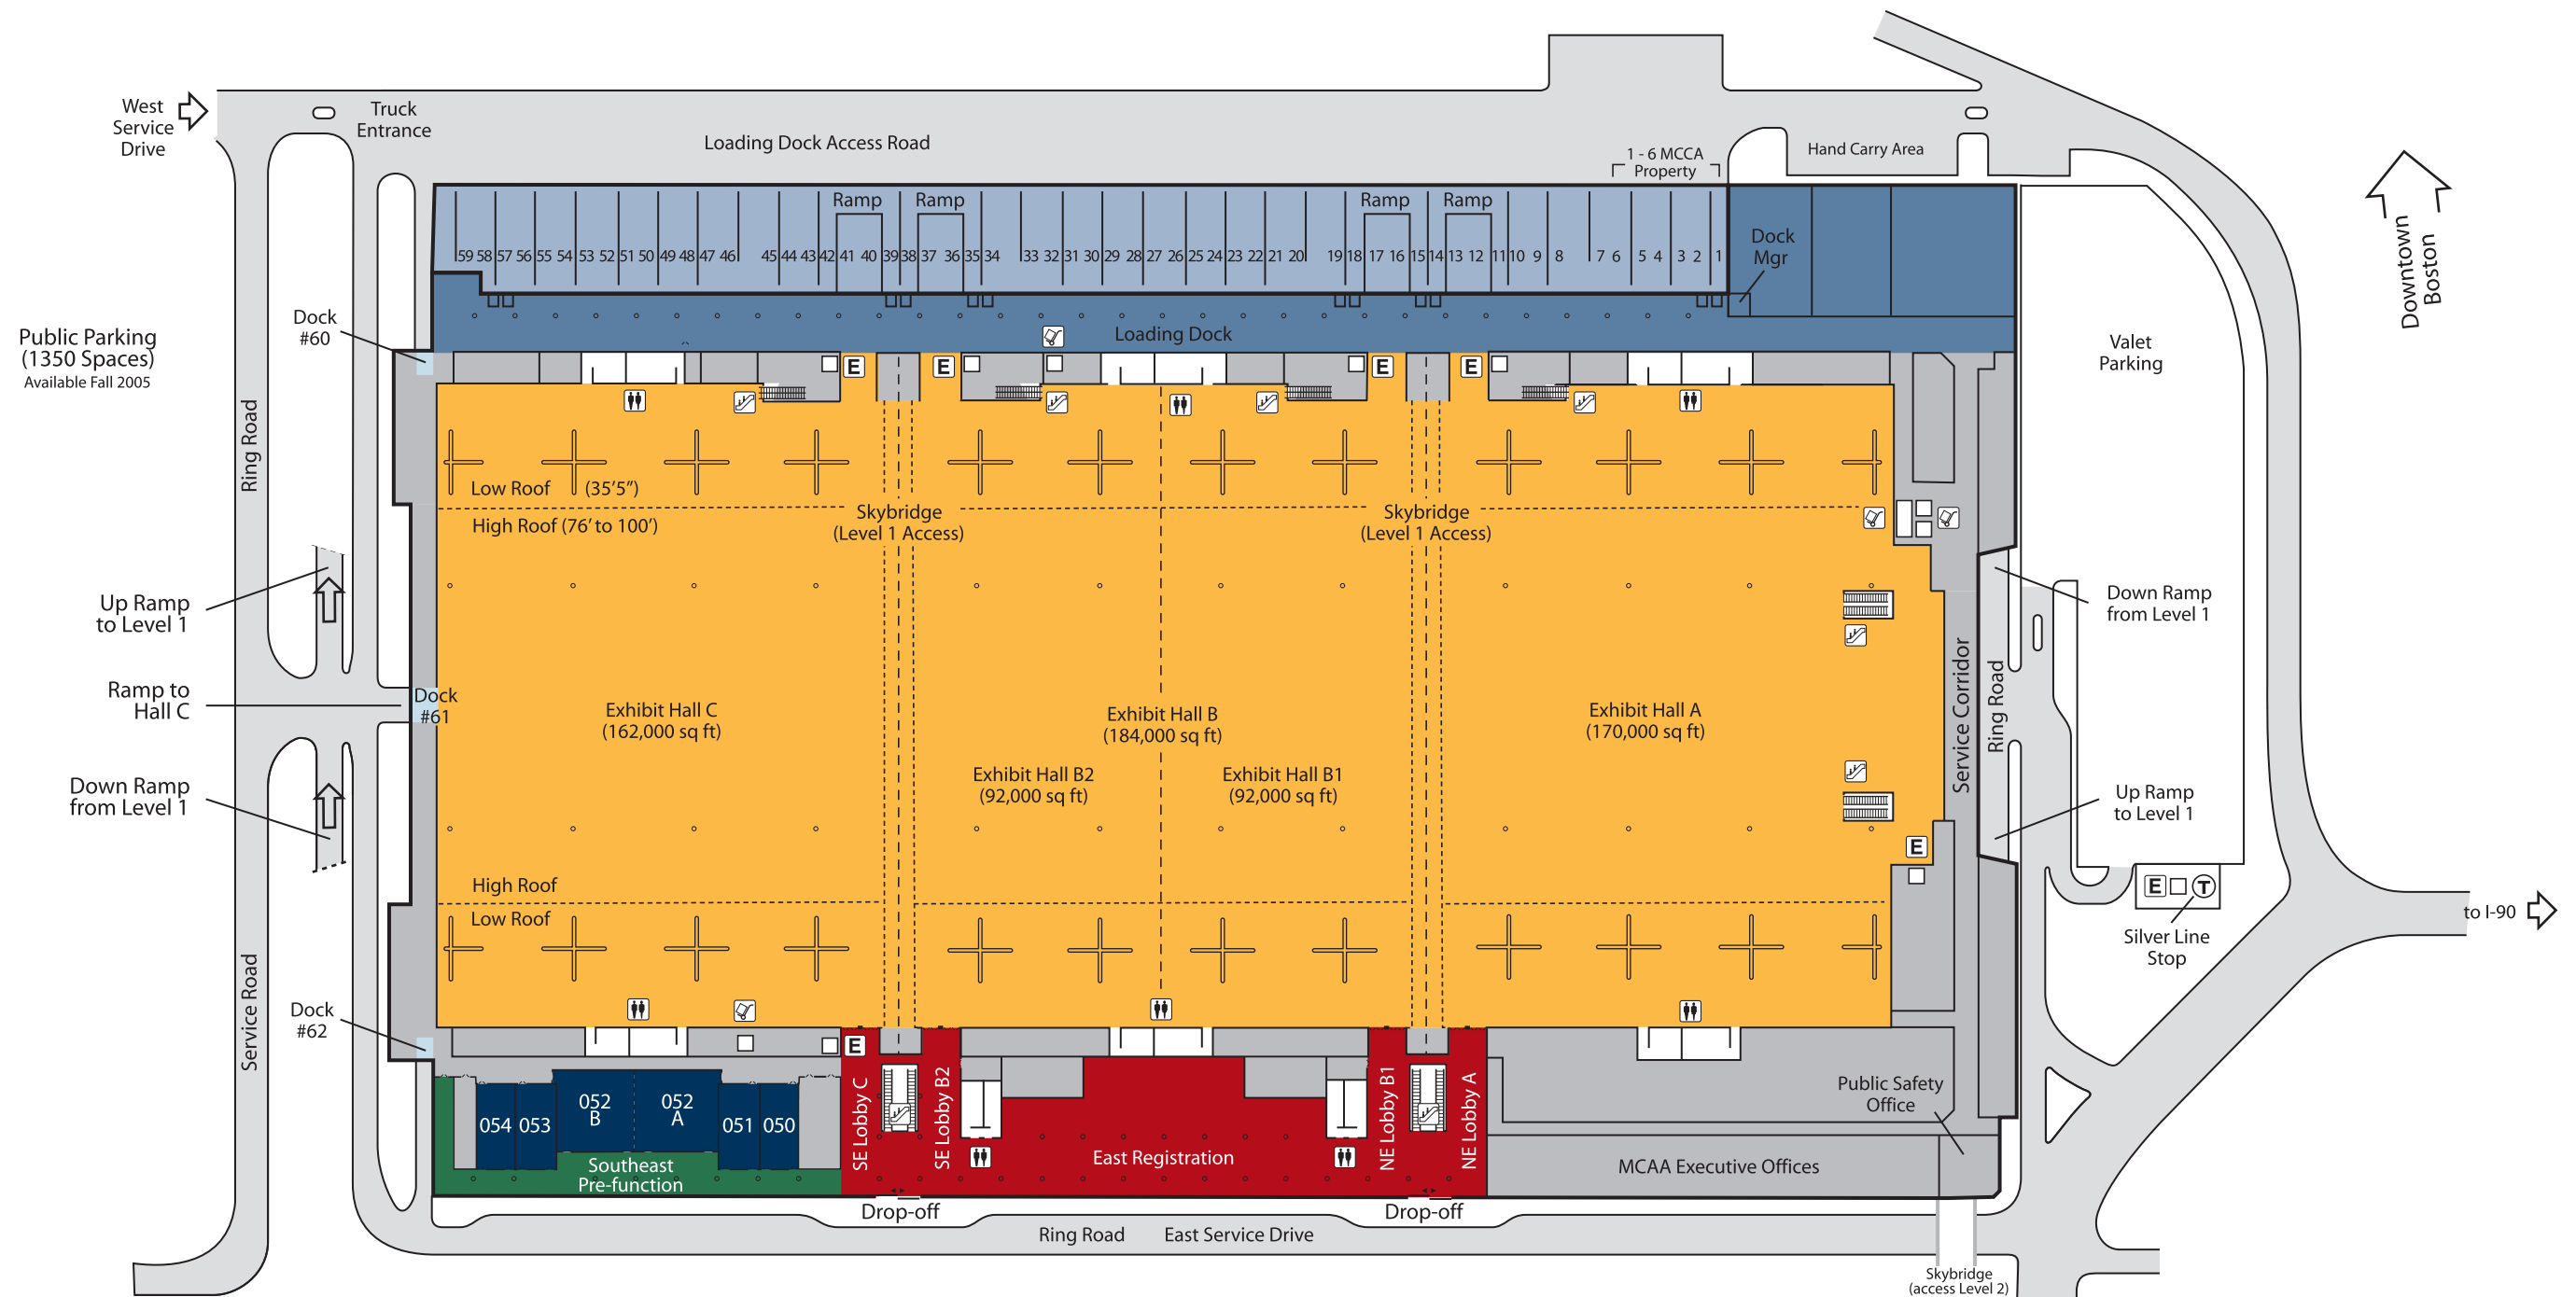 West
Service
Drive
Truck
Entrance
Loading Dock Access Road
1 - 6 MCCA
Property
Hand Carry Area
Downtown
Boston
Ramp
Ramp
Ramp
Ramp
59 58 57 56 55 54 53 52 51 50 49 48 47 46 45 44 43 42 41 40 39 38 37 36 35 34 33 32 31 30 29 28 27 26 25 24 23 22 21 20 19 18 17 16 15 14 13 12 11 10 9 8 7 6 5 4 3 2 1
Dock
Mgr
Dock
#60
Loading Dock
Public Parking
(1350 Spaces)
Available Fall 2005
Valet
Parking
E
E
E
E
Ring Road
Low Roof (35’5”)
High Roof (76’ to 100’)
Skybridge
(Level 1 Access)
Skybridge
(Level 1 Access)
Up Ramp
to Level 1
Down Ramp
from Level 1
Ramp to
Hall C
Dock
#61
Exhibit Hall C
(162,000 sq ft)
Exhibit Hall B
(184,000 sq ft)
Exhibit Hall A
(170,000 sq ft)
Service Corridor
Ring Road
Exhibit Hall B2
(92,000 sq ft)
Exhibit Hall B1
(92,000 sq ft)
Down Ramp
from Level 1
Up Ramp
to Level 1
E
High Roof
Low Roof
E T
Silver Line
Stop
to I-90
Service Road
Dock
#62
E
SE Lobby C
SE Lobby B2
NE Lobby B1
NE Lobby A
054
053
052
B
052
A
051
050
Southeast
Pre-function
East Registration
Public Safety
Office
MCAA Executive Offices
Drop-off
Drop-off
Ring Road
East Service Drive
Skybridge
(access Level 2)